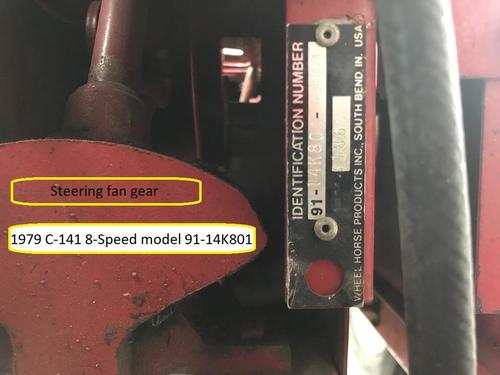 Steering fan gear
1979 C-141 8-Speed model 91-14K801
IDENTIFICATION NUMBER
91-14K80
WHEEL HORSE PRODUCTS INC., SOUTH BEND IN. USA